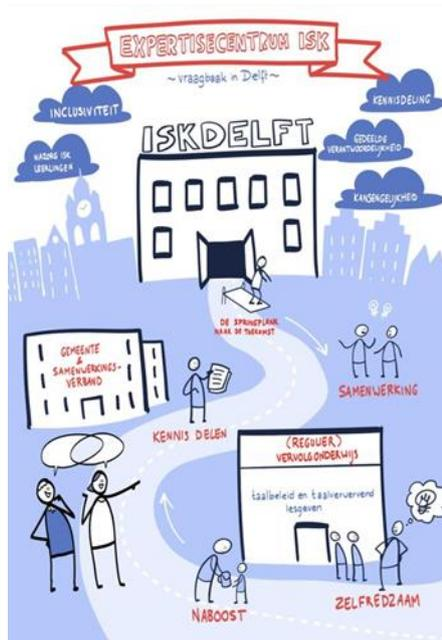 EXPERTISECENTRUM ISK
~ vraagbaak in Delft ~
INCLUSIVITEIT
KENNISDELING
NAZORG ISK
LEERLINGEN
GEDEELDE
VERANTWOORDELIJKHEID
KANSENGELIJKHEID
ISKDELFT
DE SPRINGPLANK
NAAR DE TOEKOMST
GEMEENTE
&
SAMENWERKINGS-
VERBAND
SAMENWERKING
KENNIS DELEN
(REGULIER)
VERVOLGONDERWIJS
taalbeleid en taalverwervend
lesgeven
NABOOST
ZELFREDZAAM